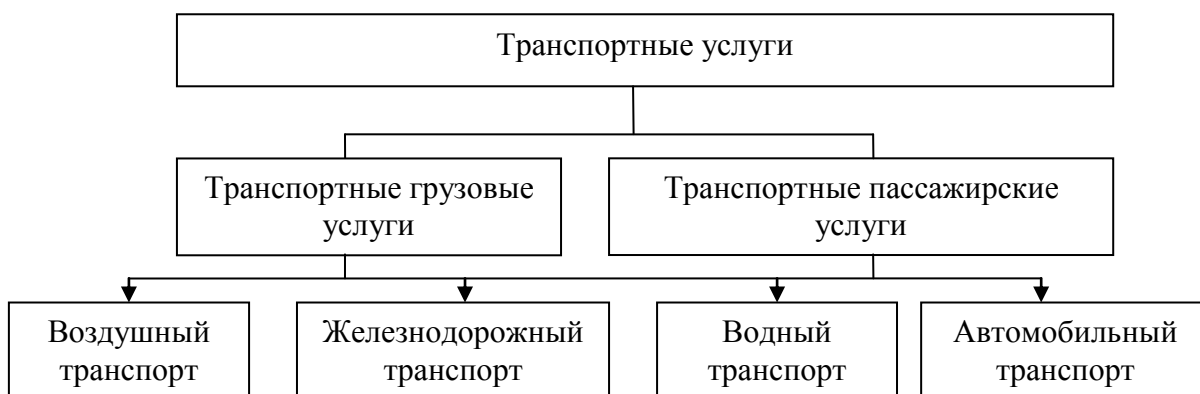 Транспортные услуги
Транспортные грузовые
услуги
Транспортные пассажирские
услуги
Воздушный
транспорт
Железнодорожный
транспорт
Водный
транспорт
Автомобильный
транспорт